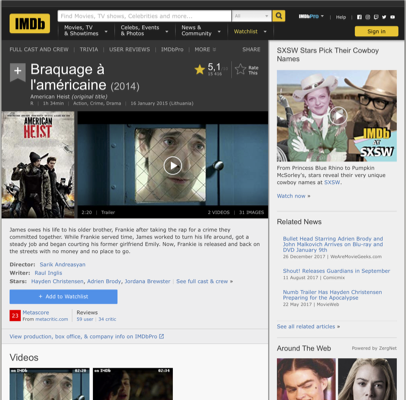 IMDb
Find Movies, TV shows, Celebrities and more...
All
IMDbPro
Help
Movies, TV & Showtimes
Celebs, Events & Photos
News & Community
Watchlist
Sign in
FULL CAST AND CREW | TRIVIA | USER REVIEWS | IMDbPro | MORE
SHARE
Braquage à l'américaine (2014)
American Heist (original title)
R | 1h 34min | Action, Crime, Drama | 16 January 2015 (Lithuania)
5,1
Rate This
AMERICAN HEIST
2:20 | Trailer
2 VIDEOS | 31 IMAGES
James owes his life to his older brother, Frankie after taking the rap for a crime they
committed together. While Frankie served time, James worked to turn his life around, got a
steady job and began courting his former girlfriend Emily. Now, Frankie is released and back on
the streets with no money and no place to go.
Director: Sarik Andreasyan
Writer: Raul Inglis
Stars: Hayden Christensen, Adrien Brody, Jordana Brewster | See full cast & crew »
+ Add to Watchlist
23
Metascore
From metacritic.com
Reviews
59 user | 34 critic
View production, box office, & company info on IMDbPro
Videos
IMDb
02:20
IMDb
SXSW Stars Pick Their Cowboy
Names
IMDb
AT
SXSW
From Princess Blue Rhino to Pumpkin
McSorley's, stars reveal their very unique
cowboy names at SXSW.
Watch now »
Related News
Bullet Head Starring Adrien Brody and
John Malkovich Arrives on Blu-ray and
DVD January 9th
26 December 2017 | WeAreMovieGeeks.com
Shout! Releases Guardians in September
11 August 2017 | Comicmix
Numb Trailer Has Hayden Christensen
Preparing for the Apocalypse
22 May 2017 | MovieWeb
See all related articles »
Around The Web
Powered by ZergNet